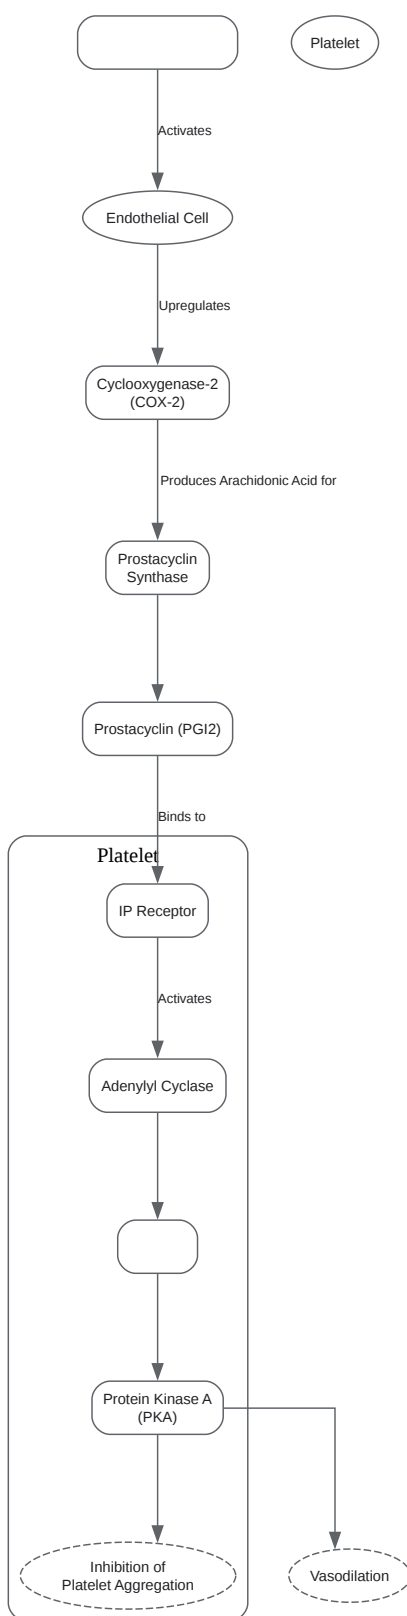 Platelet
Activates
Endothelial Cell
Upregulates
Cyclooxygenase-2
(COX-2)
Produces Arachidonic Acid for
Prostacyclin
Synthase
Prostacyclin (PGI2)
Binds to
Platelet
IP Receptor
Activates
Adenylyl Cyclase
Protein Kinase A
(PKA)
Inhibition of
Platelet Aggregation
Vasodilation